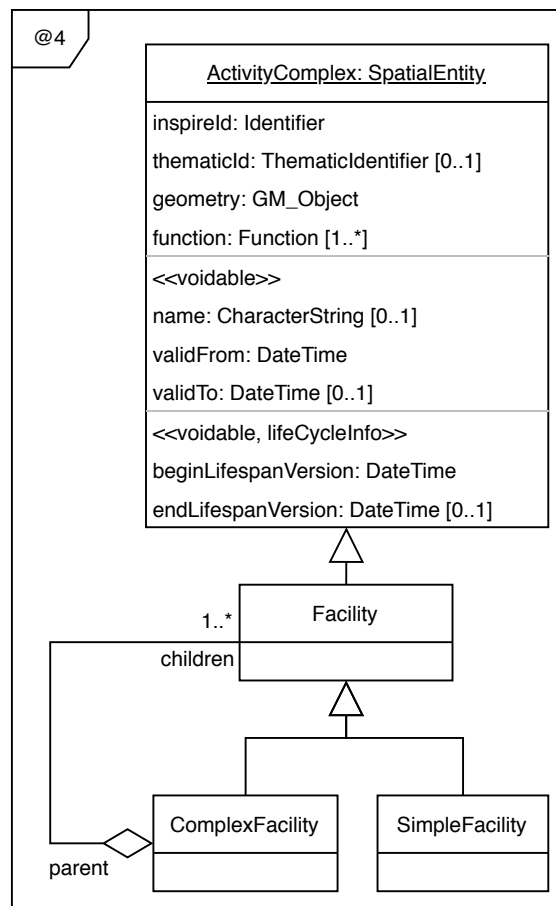 @4
ActivityComplex: SpatialEntity
inspireId: Identifier
thematicId: ThematicIdentifier [0..1]
geometry: GM_Object
function: Function [1..*]
<<voidable>>
name: CharacterString [0..1]
validFrom: DateTime
validTo: DateTime [0..1]
<<voidable, lifeCycleInfo>>
beginLifespanVersion: DateTime
endLifespanVersion: DateTime [0..1]
Facility
1..*
children
ComplexFacility
SimpleFacility
parent